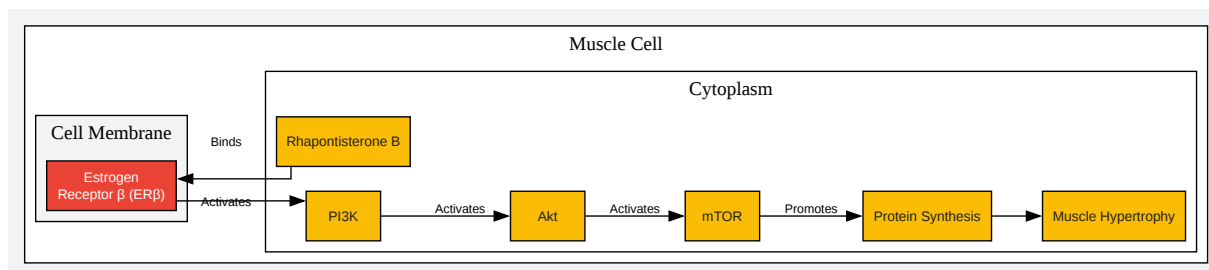 Muscle Cell
Cytoplasm
Cell Membrane
Binds
Rhapontisterone B
Estrogen
Receptor β (ERβ)
Activates
PI3K
Activates
Akt
Activates
mTOR
Promotes
Protein Synthesis
Muscle Hypertrophy